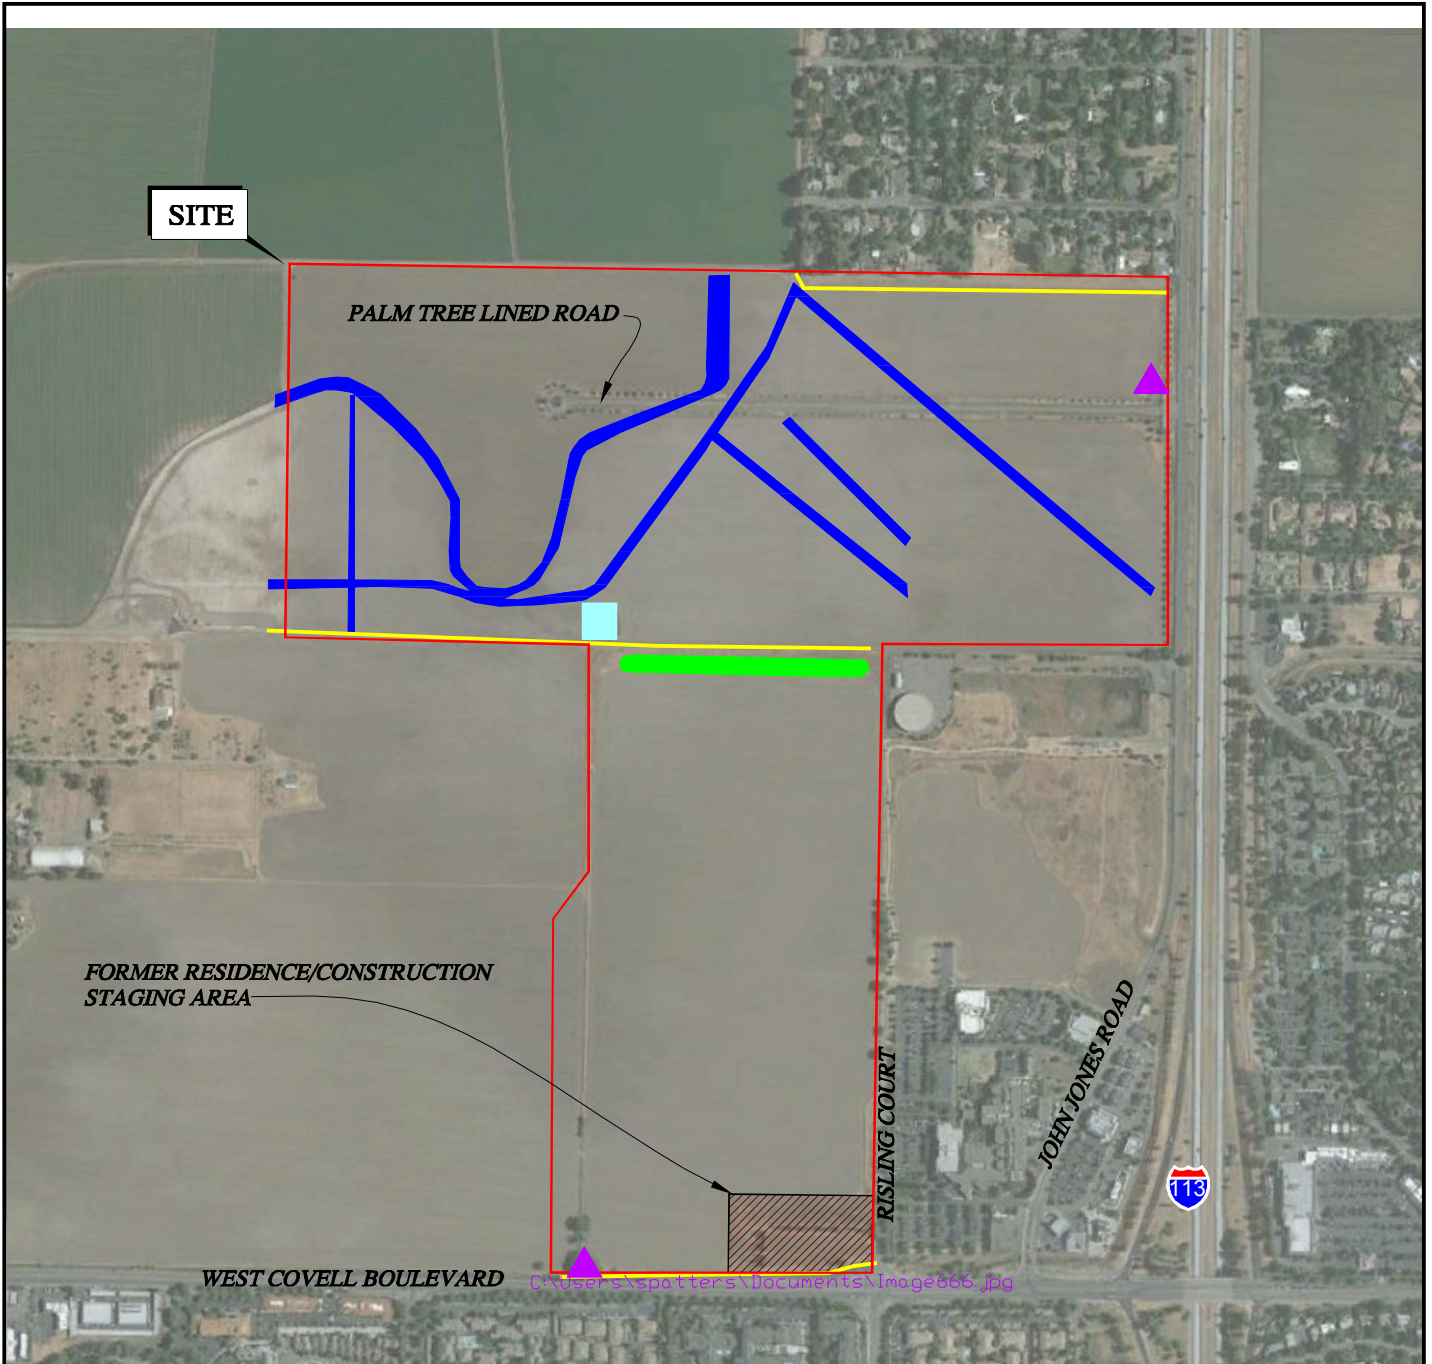 SITE
PALM TREE LINED ROAD
FORMER RESIDENCE/CONSTRUCTION
STAGING AREA
RISLING COURT
JOHN JONES ROAD
113
WEST COVELL BOULEVARD
C:\Users\spatters\Documents\Image666.jpg